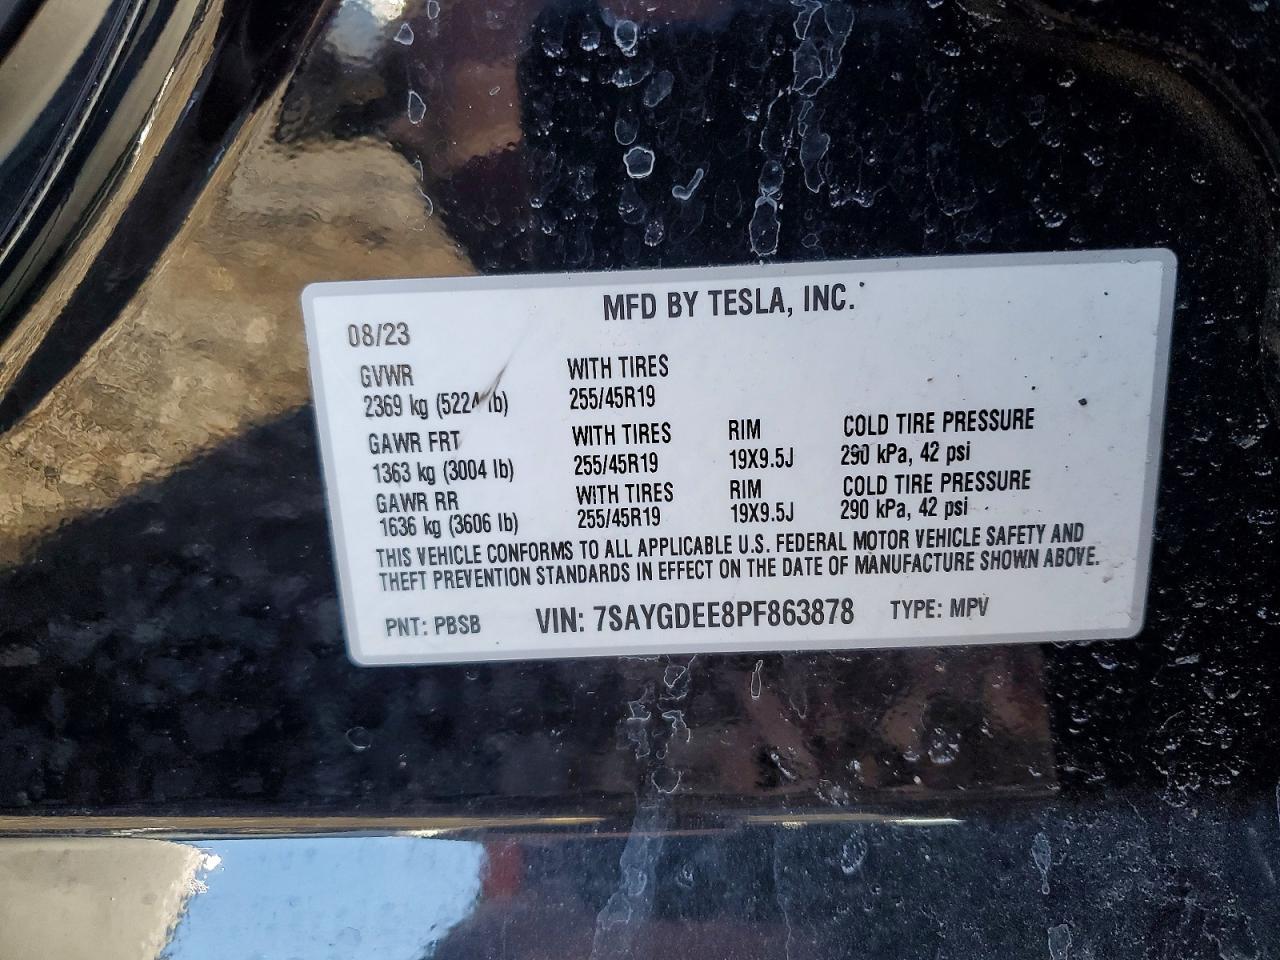 MFD BY TESLA, INC.
08/23
GVWR WITH TIRES
2369 kg (5224 lb) 255/45R19
GAWR FRT WITH TIRES RIM COLD TIRE PRESSURE
1363 kg (3004 lb) 255/45R19 19X9.5J 290 kPa, 42 psi
GAWR RR WITH TIRES RIM COLD TIRE PRESSURE
1636 kg (3606 lb) 255/45R19 19X9.5J 290 kPa, 42 psi
THIS VEHICLE CONFORMS TO ALL APPLICABLE U.S. FEDERAL MOTOR VEHICLE SAFETY AND
THEFT PREVENTION STANDARDS IN EFFECT ON THE DATE OF MANUFACTURE SHOWN ABOVE.
PNT: PBSB VIN: 7SAYGDEE8PF863878 TYPE: MPV